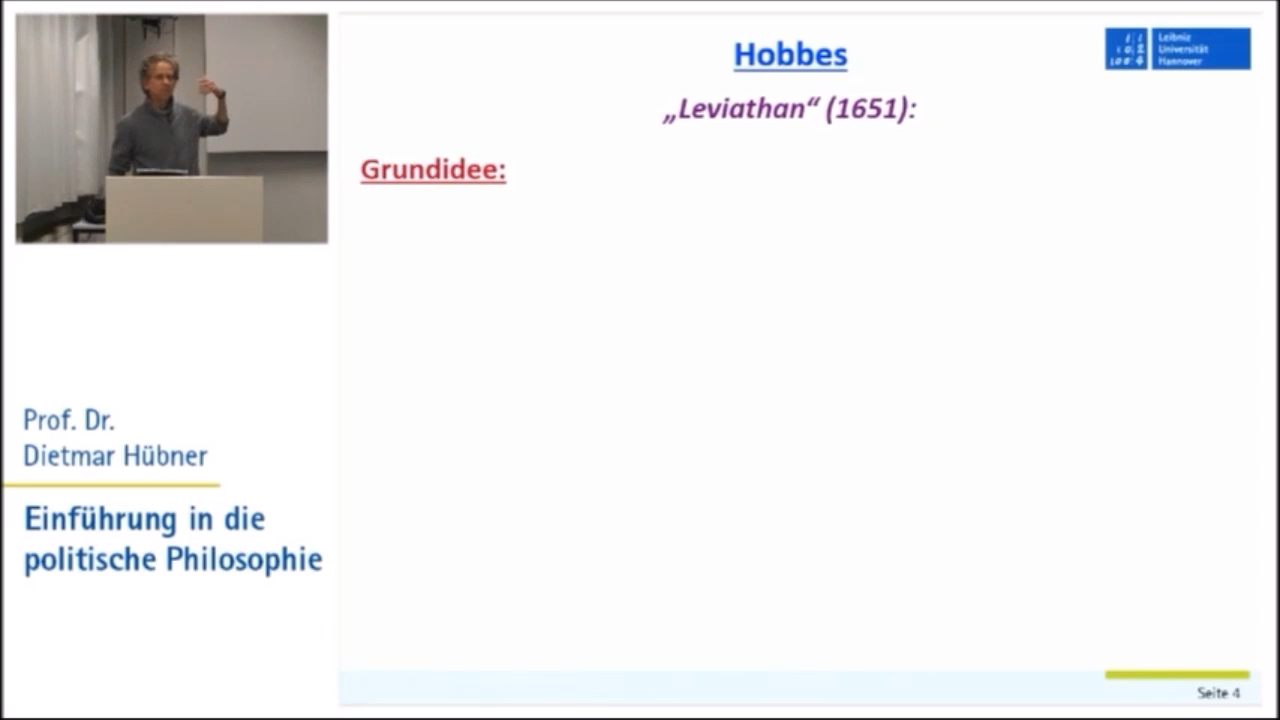 Hobbes
„Leviathan“ (1651):
Grundidee:
Leibniz
Universität
Hannover
Prof. Dr.
Dietmar Hübner
Einführung in die
politische Philosophie
Seite 4